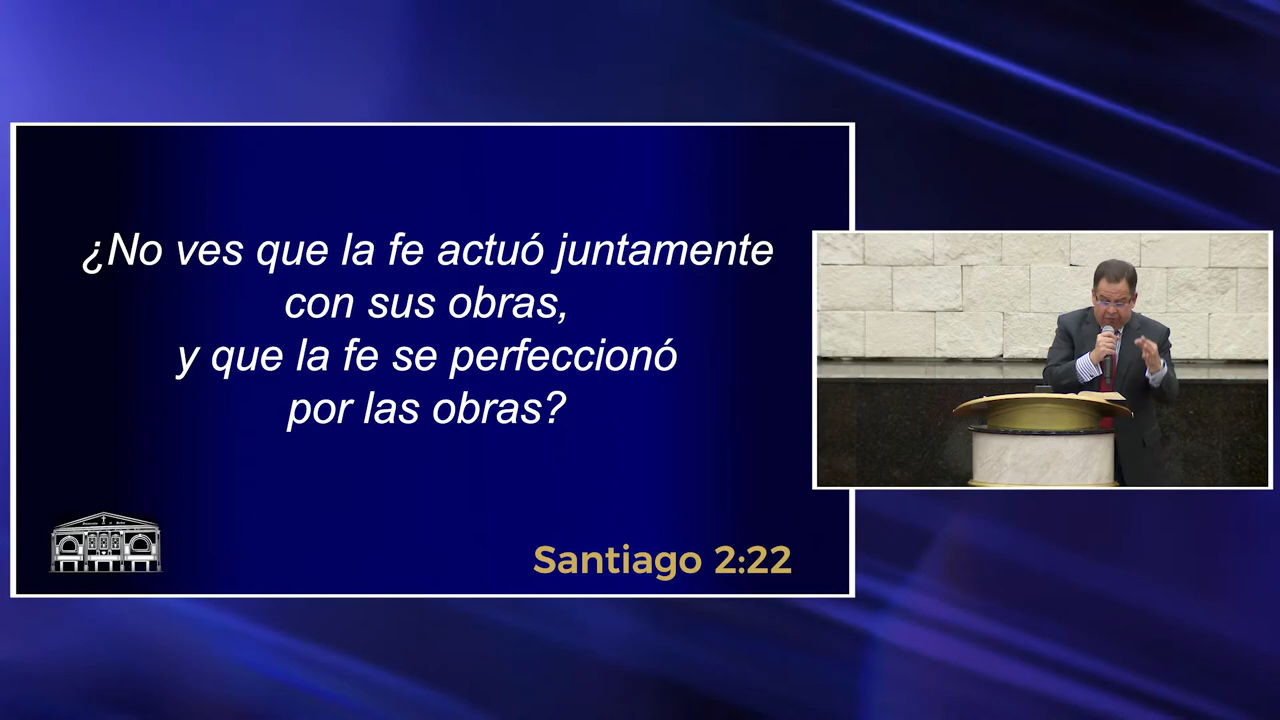 ¿No ves que la fe actuó juntamente
con sus obras,
y que la fe se perfeccionó
por las obras?
Santiago 2:22